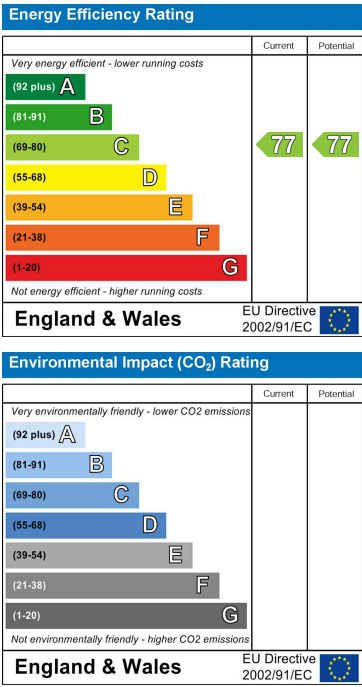 Energy Efficiency Rating
Current Potential
Very energy efficient - lower running costs
(92 plus) A
(81-91) B
(69-80) C 77 77
(55-68) D
(39-54) E
(21-38) F
(1-20) G
Not energy efficient - higher running costs
England & Wales EU Directive
2002/91/EC
Environmental Impact (CO₂) Rating
Current Potential
Very environmentally friendly - lower CO2 emissions
(92 plus) A
(81-91) B
(69-80) C
(55-68) D
(39-54) E
(21-38) F
(1-20) G
Not environmentally friendly - higher CO2 emissions
England & Wales EU Directive
2002/91/EC